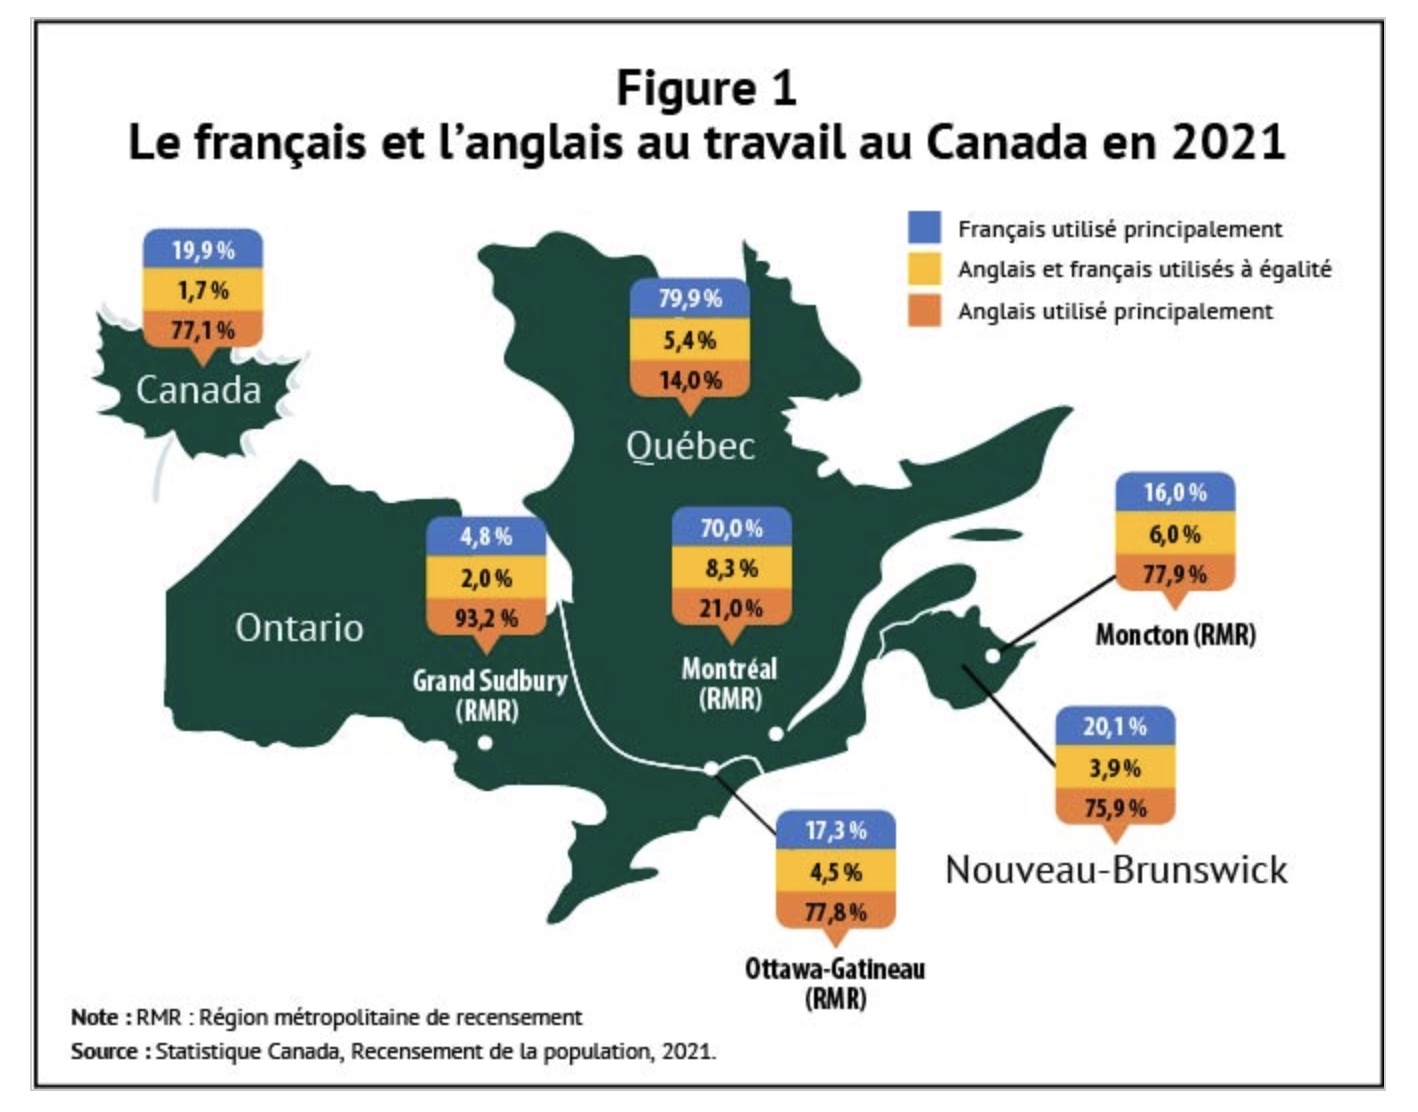 Figure 1
Le français et l’anglais au travail au Canada en 2021
Français utilisé principalement
Anglais et français utilisés à égalité
Anglais utilisé principalement
19,9 %
1,7 %
77,1 %
Canada
79,9 %
5,4 %
14,0 %
Québec
Ontario
4,8 %
2,0 %
93,2 %
Grand Sudbury
(RMR)
70,0 %
8,3 %
21,0 %
Montréal
(RMR)
16,0 %
6,0 %
77,9 %
Moncton (RMR)
20,1 %
3,9 %
75,9 %
Nouveau-Brunswick
17,3 %
4,5 %
77,8 %
Ottawa-Gatineau
(RMR)
Note : RMR : Région métropolitaine de recensement
Source : Statistique Canada, Recensement de la population, 2021.